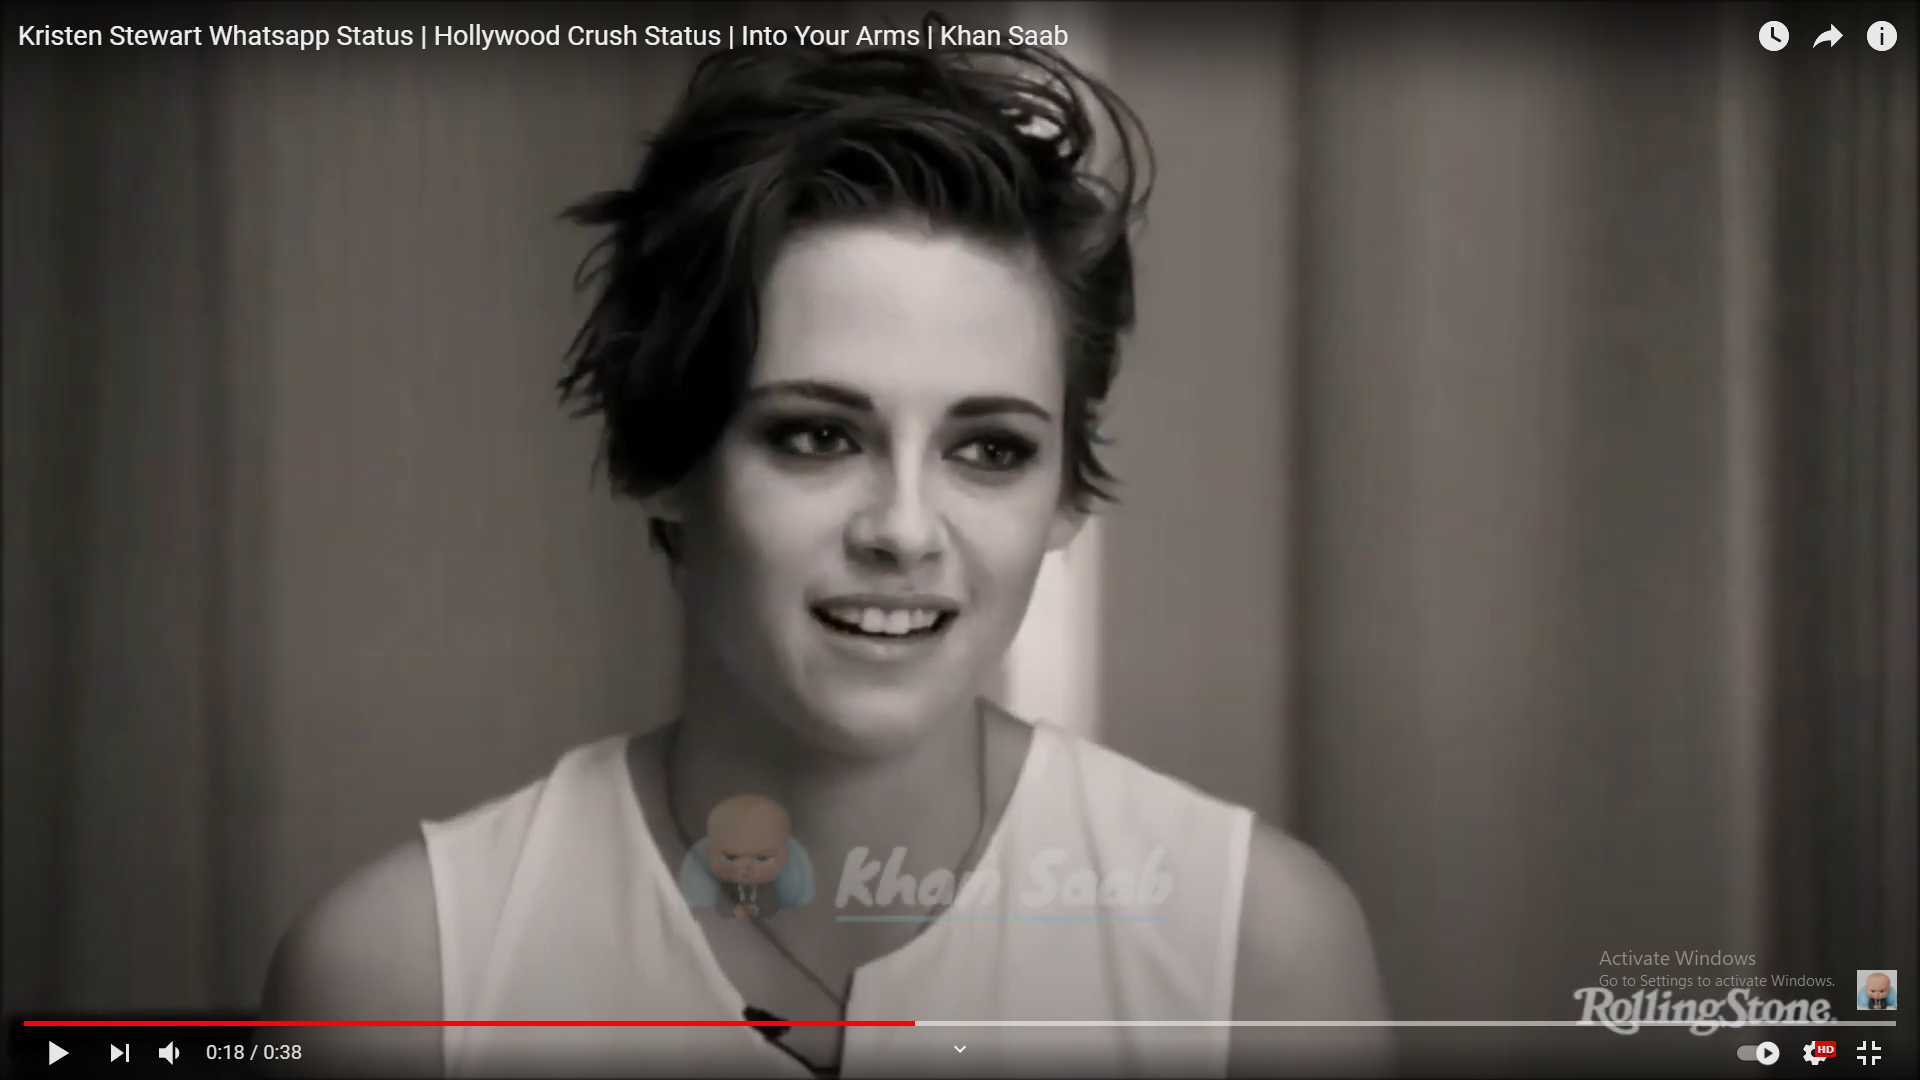 Kristen Stewart Whatsapp Status | Hollywood Crush Status | Into Your Arms | Khan Saab
Khan Saab
Activate Windows
Go to Settings to activate Windows.
RollingStone.
0:18 / 0:38
HD